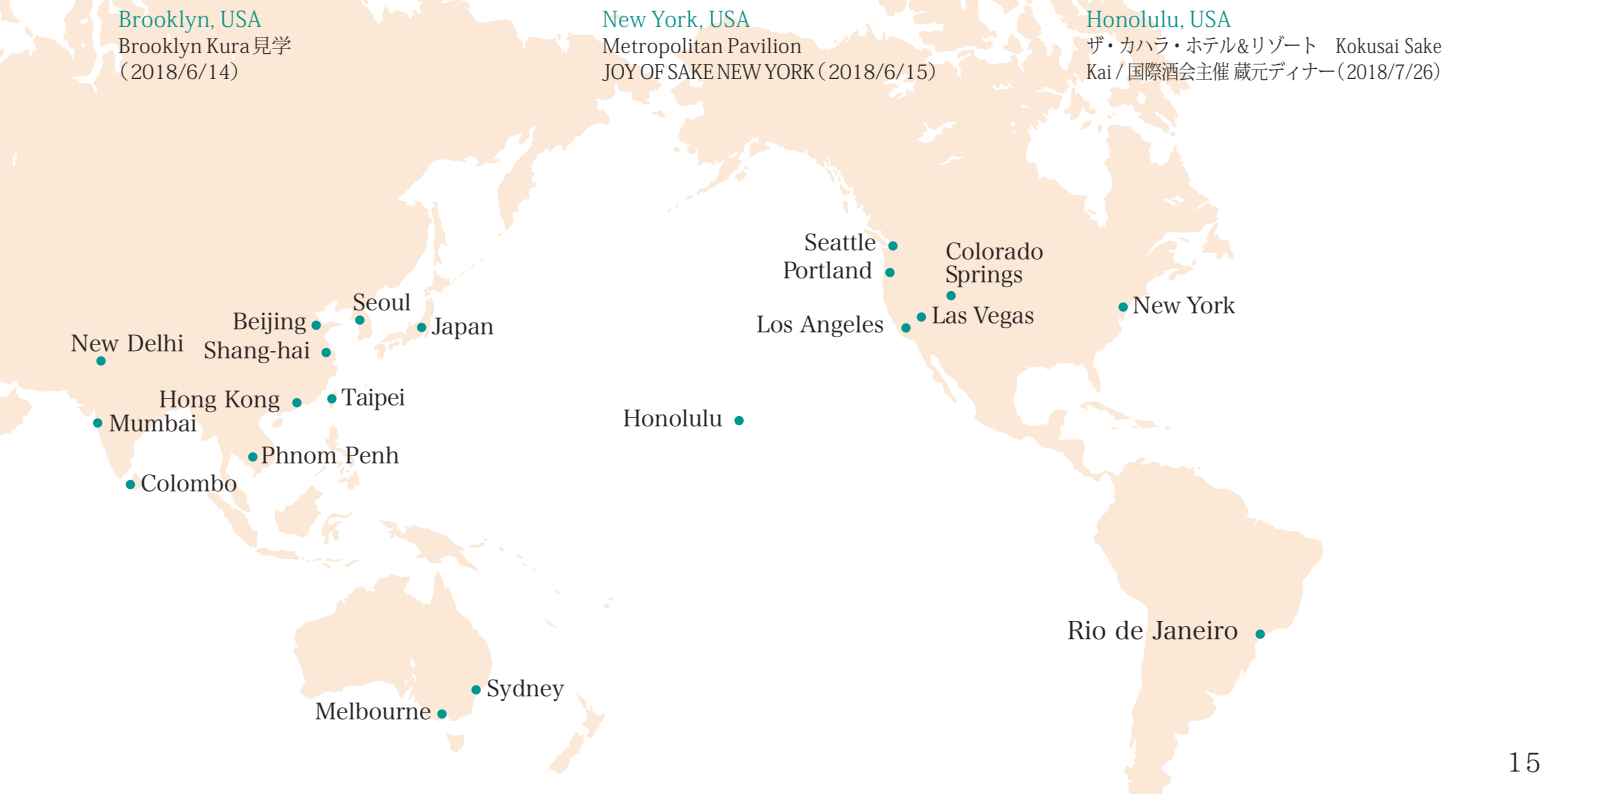 Brooklyn, USA
Brooklyn Kura 見学
（2018/6/14）
New York, USA
Metropolitan Pavilion
JOY OF SAKE NEW YORK（2018/6/15）
Honolulu, USA
ザ・カハラ・ホテル&リゾート　Kokusai Sake
Kai / 国際酒会主催 蔵元ディナー（2018/7/26）
Seattle
Colorado
Springs
Portland
Seoul
New York
Beijing
Japan
Las Vegas
Los Angeles
New Delhi
Shang-hai
Hong Kong
Taipei
Mumbai
Honolulu
Phnom Penh
Colombo
Rio de Janeiro
Sydney
Melbourne
15